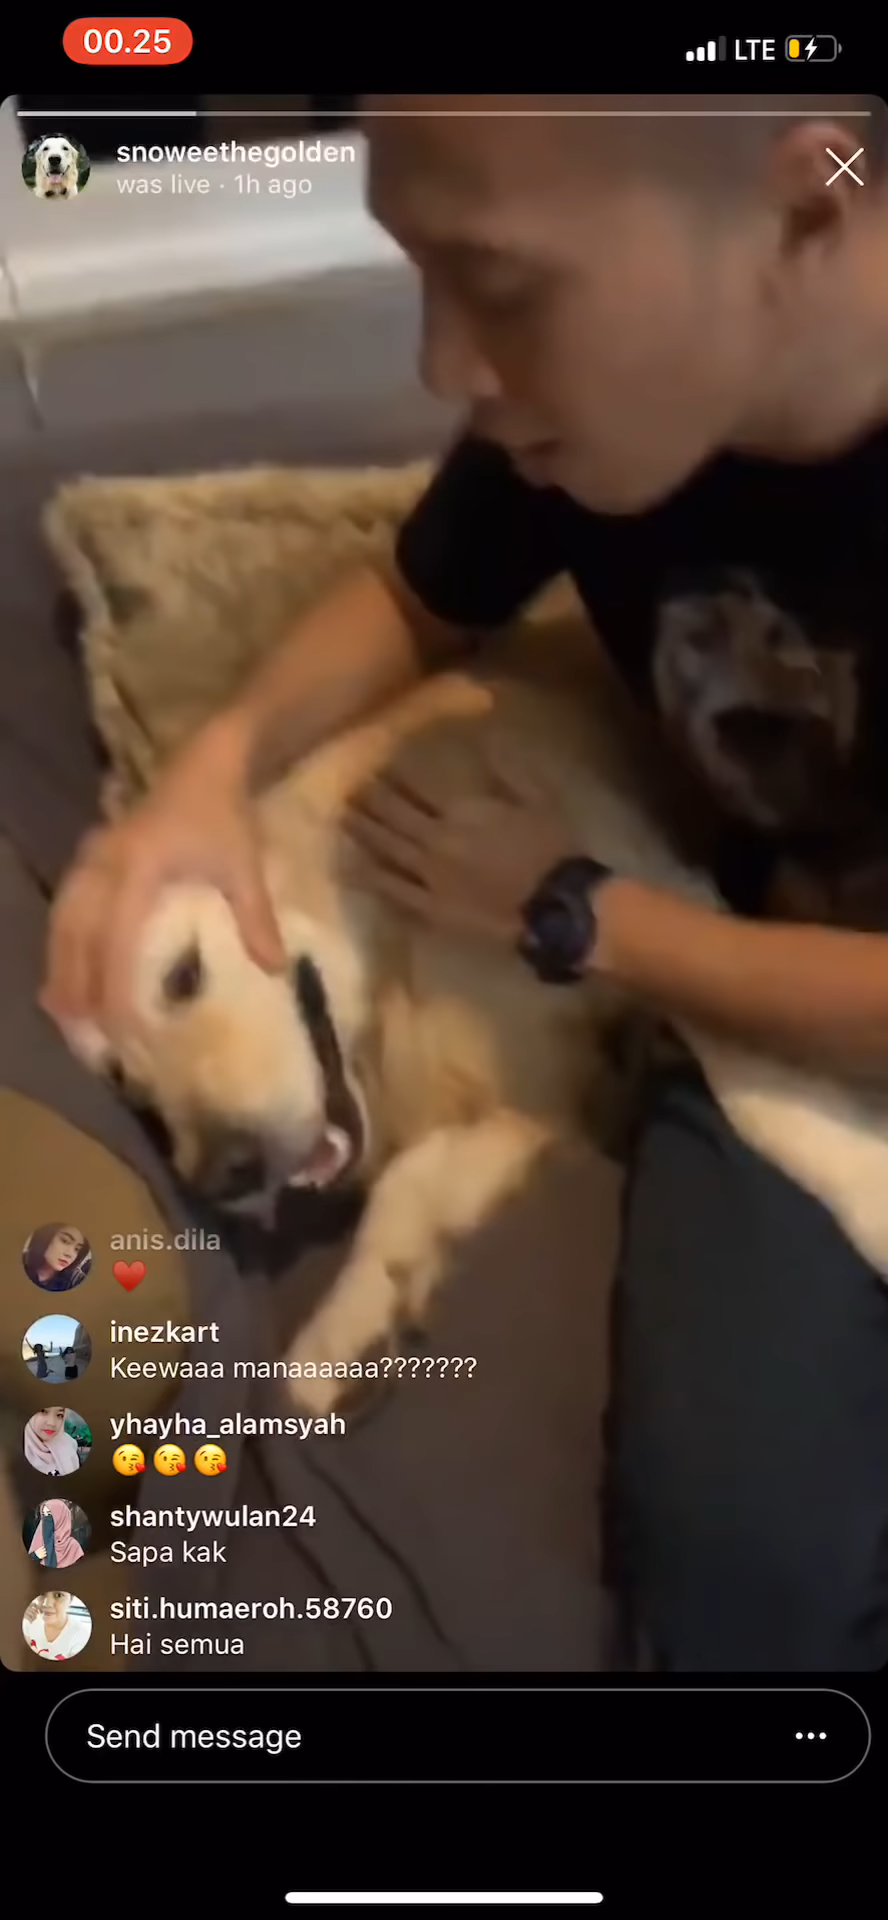 00.25
LTE
snoweethegolden
was live · 1h ago
anis.dila
❤️
inezkart
Keewaaa manaaaaaa???????
yhayha_alamsyah
😘😘😘
shantywulan24
Sapa kak
siti.humaeroh.58760
Hai semua
Send message